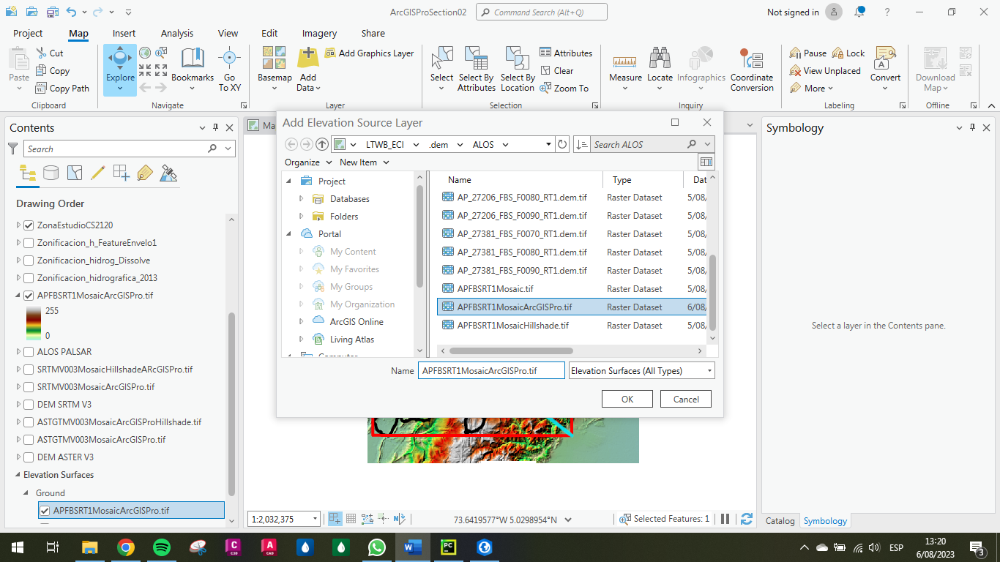 ArcGISProSection02
Command Search (Alt+Q)
Not signed in
?
Project
Map
Insert
Analysis
View
Edit
Imagery
Share
Paste
Cut
Copy
Copy Path
Clipboard
Explore
Bookmarks
Go
To XY
Navigate
Basemap
Add
Data
Add Graphics Layer
Layer
Select
Select By
Attributes
Select By
Location
Attributes
Clear
Zoom To
Selection
Measure
Locate
Infographics
Coordinate
Conversion
Inquiry
Pause
Lock
View Unplaced
More
Convert
Labeling
Download
Map
Offline
Contents
Search
Drawing Order
ZonaEstudioCS2120
Zonificacion_h_FeatureEnvelo1
Zonificacion_hidrog_Dissolve
Zonificacion_hidrografica_2013
APFBSRT1MosaicArcGISPro.tif
255
0
ALOS PALSAR
SRTMV003MosaicHillshadeARcGISPro.tif
SRTMV003MosaicArcGISPro.tif
DEM SRTM V3
ASTGTMV003MosaicArcGISProHillshade.tif
ASTGTMV003MosaicArcGISPro.tif
DEM ASTER V3
Elevation Surfaces
Ground
APFBSRT1MosaicArcGISPro.tif
Ma
Add Elevation Source Layer
LTWB_ECI
.dem
ALOS
Search ALOS
Organize
New Item
Project
Databases
Folders
Portal
My Content
My Favorites
My Groups
My Organization
ArcGIS Online
Living Atlas
Computer
Name Type Dat
AP_27206_FBS_F0080_RT1.dem.tif Raster Dataset 5/08/
AP_27206_FBS_F0090_RT1.dem.tif Raster Dataset 5/08/
AP_27381_FBS_F0070_RT1.dem.tif Raster Dataset 5/08/
AP_27381_FBS_F0080_RT1.dem.tif Raster Dataset 5/08/
AP_27381_FBS_F0090_RT1.dem.tif Raster Dataset 5/08/
APFBSRT1Mosaic.tif Raster Dataset 5/08/
APFBSRT1MosaicArcGISPro.tif Raster Dataset 6/08/
APFBSRT1MosaicHillshade.tif Raster Dataset 5/08/
Name APFBSRT1MosaicArcGISPro.tif Elevation Surfaces (All Types)
OK Cancel
1:2,032,375
73.6419577°W 5.0298954°N
Selected Features: 1
Symbology
Select a layer in the Contents pane.
Catalog
Symbology
C
C3D
A
CAD
W
PC
ESP
13:20
6/08/2023
3